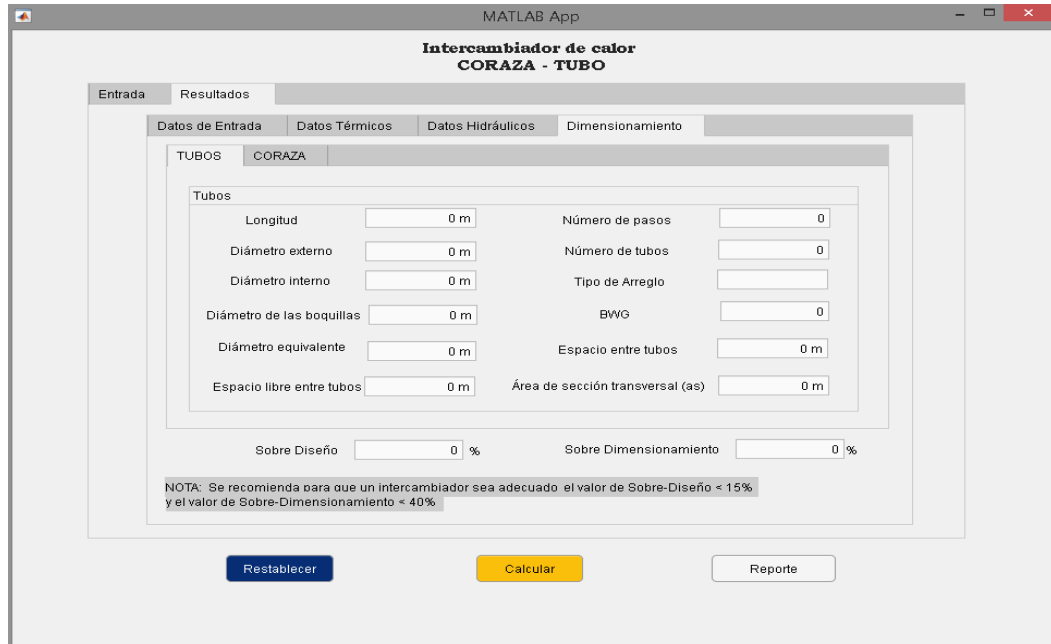 MATLAB App
Intercambiador de calor
CORAZA - TUBO
Entrada Resultados
Datos de Entrada Datos Térmicos Datos Hidráulicos Dimensionamiento
TUBOS CORAZA
Tubos
Longitud 0 m Número de pasos 0
Diámetro externo 0 m Número de tubos 0
Diámetro interno 0 m Tipo de Arreglo
Diámetro de las boquillas 0 m BWG 0
Diámetro equivalente 0 m Espacio entre tubos 0 m
Espacio libre entre tubos 0 m Área de sección transversal (as) 0 m
Sobre Diseño 0 % Sobre Dimensionamiento 0 %
NOTA: Se recomienda para que un intercambiador sea adecuado el valor de Sobre-Diseño < 15%
y el valor de Sobre-Dimensionamiento < 40%
Restablecer Calcular Reporte